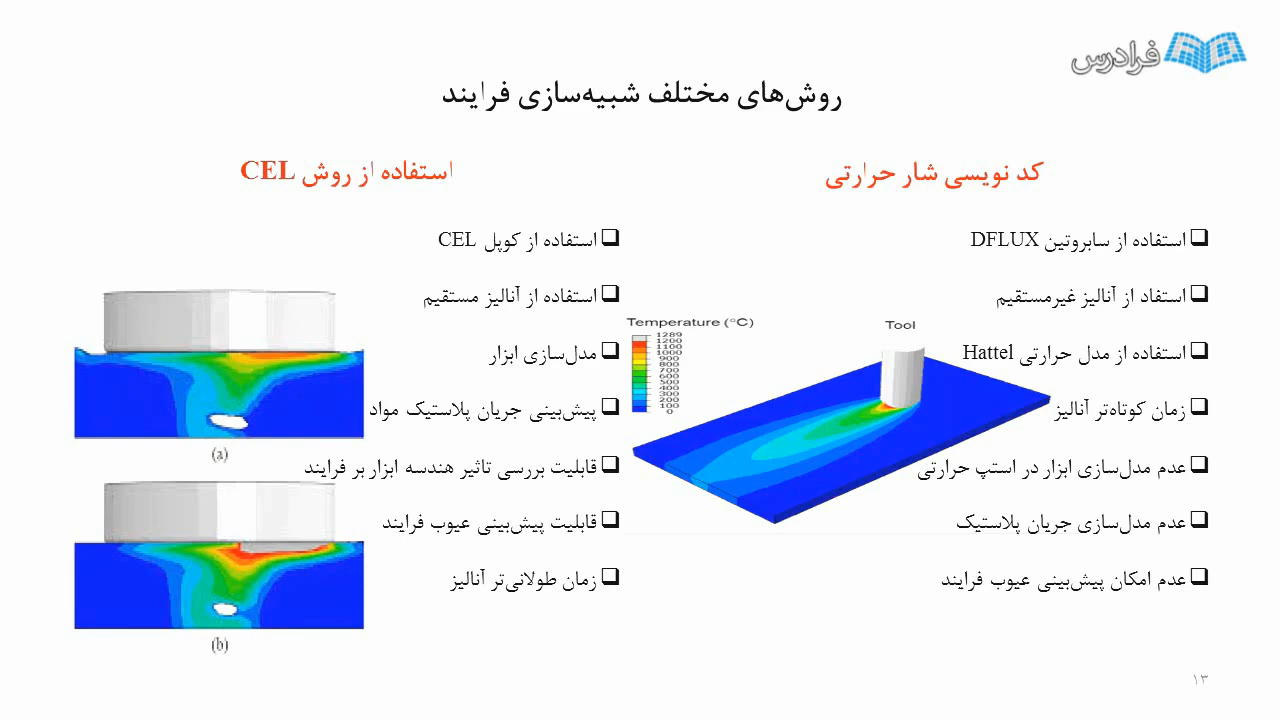 فرادرس
روش‌های مختلف شبیه‌سازی فرایند
کد نویسی شار حرارتی
استفاده از سابروتین DFLUX
استفاد از آنالیز غیرمستقیم
استفاده از مدل حرارتی Hattel
زمان کوتاه‌تر آنالیز
عدم مدل‌سازی ابزار در استپ حرارتی
عدم مدل‌سازی جریان پلاستیک
عدم امکان پیش‌بینی عیوب فرایند
Temperature (°C)
1289
1200
1100
1000
900
800
700
600
500
400
300
200
100
0
Tool
استفاده از روش CEL
استفاده از کوپل CEL
استفاده از آنالیز مستقیم
مدل‌سازی ابزار
پیش‌بینی جریان پلاستیک مواد
قابلیت بررسی تاثیر هندسه ابزار بر فرایند
قابلیت پیش‌بینی عیوب فرایند
زمان طولانی‌تر آنالیز
(a)
(b)
۱۳